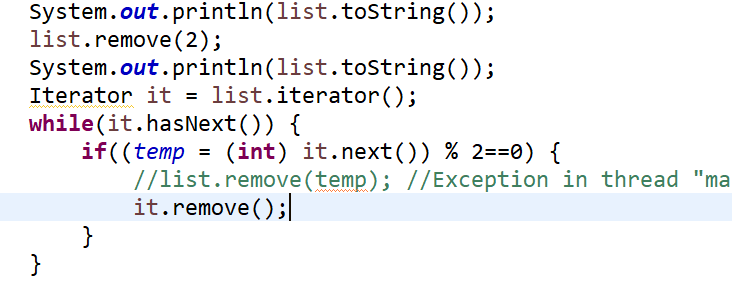 System.out.println(list.toString());
list.remove(2);
System.out.println(list.toString());
Iterator it = list.iterator();
while(it.hasNext()) {
    if((temp = (int) it.next()) % 2==0) {
        //list.remove(temp); //Exception in thread "ma
        it.remove();
    }
}